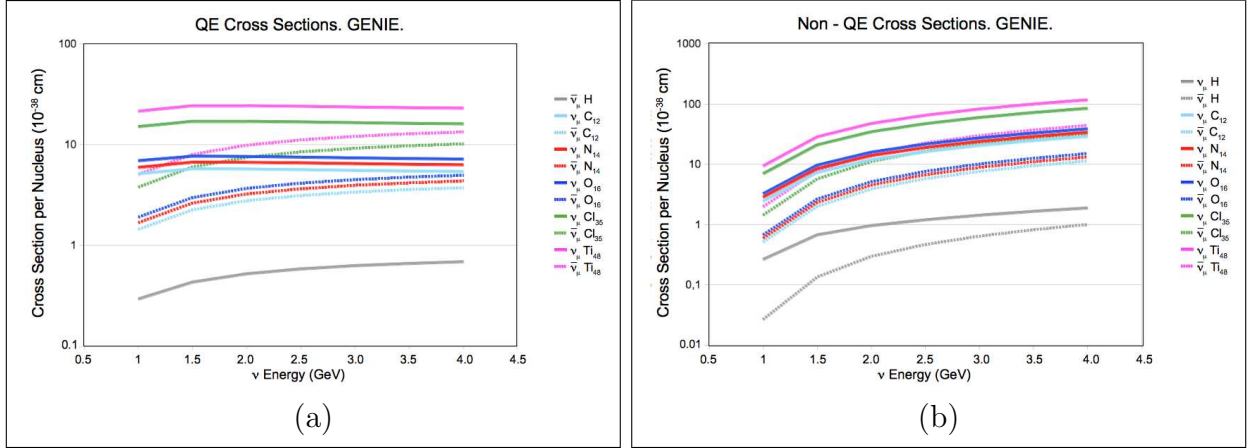 QE Cross Sections. GENIE.
Cross Section per Nucleus (10⁻³⁸ cm)
100
10
1
0.1
0.5
1
1.5
2.0
2.5
3.0
3.5
4.0
4.5
ν Energy (GeV)
ν̄μ H
νμ C₁₂
ν̄μ C₁₂
νμ N₁₄
ν̄μ N₁₄
νμ O₁₆
ν̄μ O₁₆
νμ Cl₃₅
ν̄μ Cl₃₅
νμ Ti₄₈
ν̄μ Ti₄₈
(a)
Non - QE Cross Sections. GENIE.
Cross Section per Nucleus (10⁻³⁸ cm)
1000
100
10
1
0,1
0.01
0.5
1
1.5
2.0
2.5
3.0
3.5
4.0
4.5
ν Energy (GeV)
νμ H
ν̄μ H
νμ C₁₂
ν̄μ C₁₂
νμ N₁₄
ν̄μ N₁₄
νμ O₁₆
ν̄μ O₁₆
νμ Cl₃₅
ν̄μ Cl₃₅
νμ Ti₄₈
ν̄μ Ti₄₈
(b)